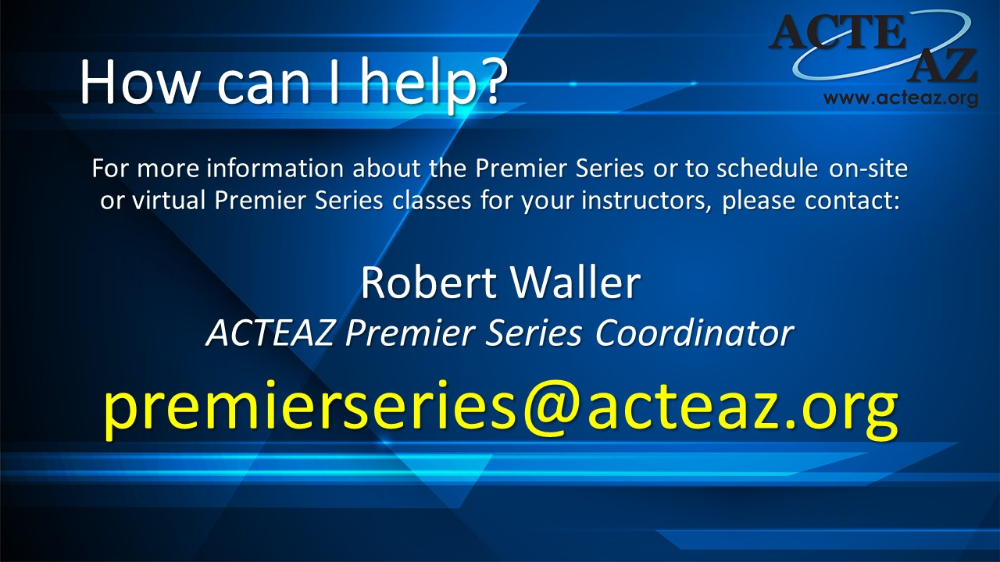 ACTE
AZ
www.acteaz.org
How can I help?
For more information about the Premier Series or to schedule on-site
or virtual Premier Series classes for your instructors, please contact:
Robert Waller
ACTEAZ Premier Series Coordinator
premierseries@acteaz.org